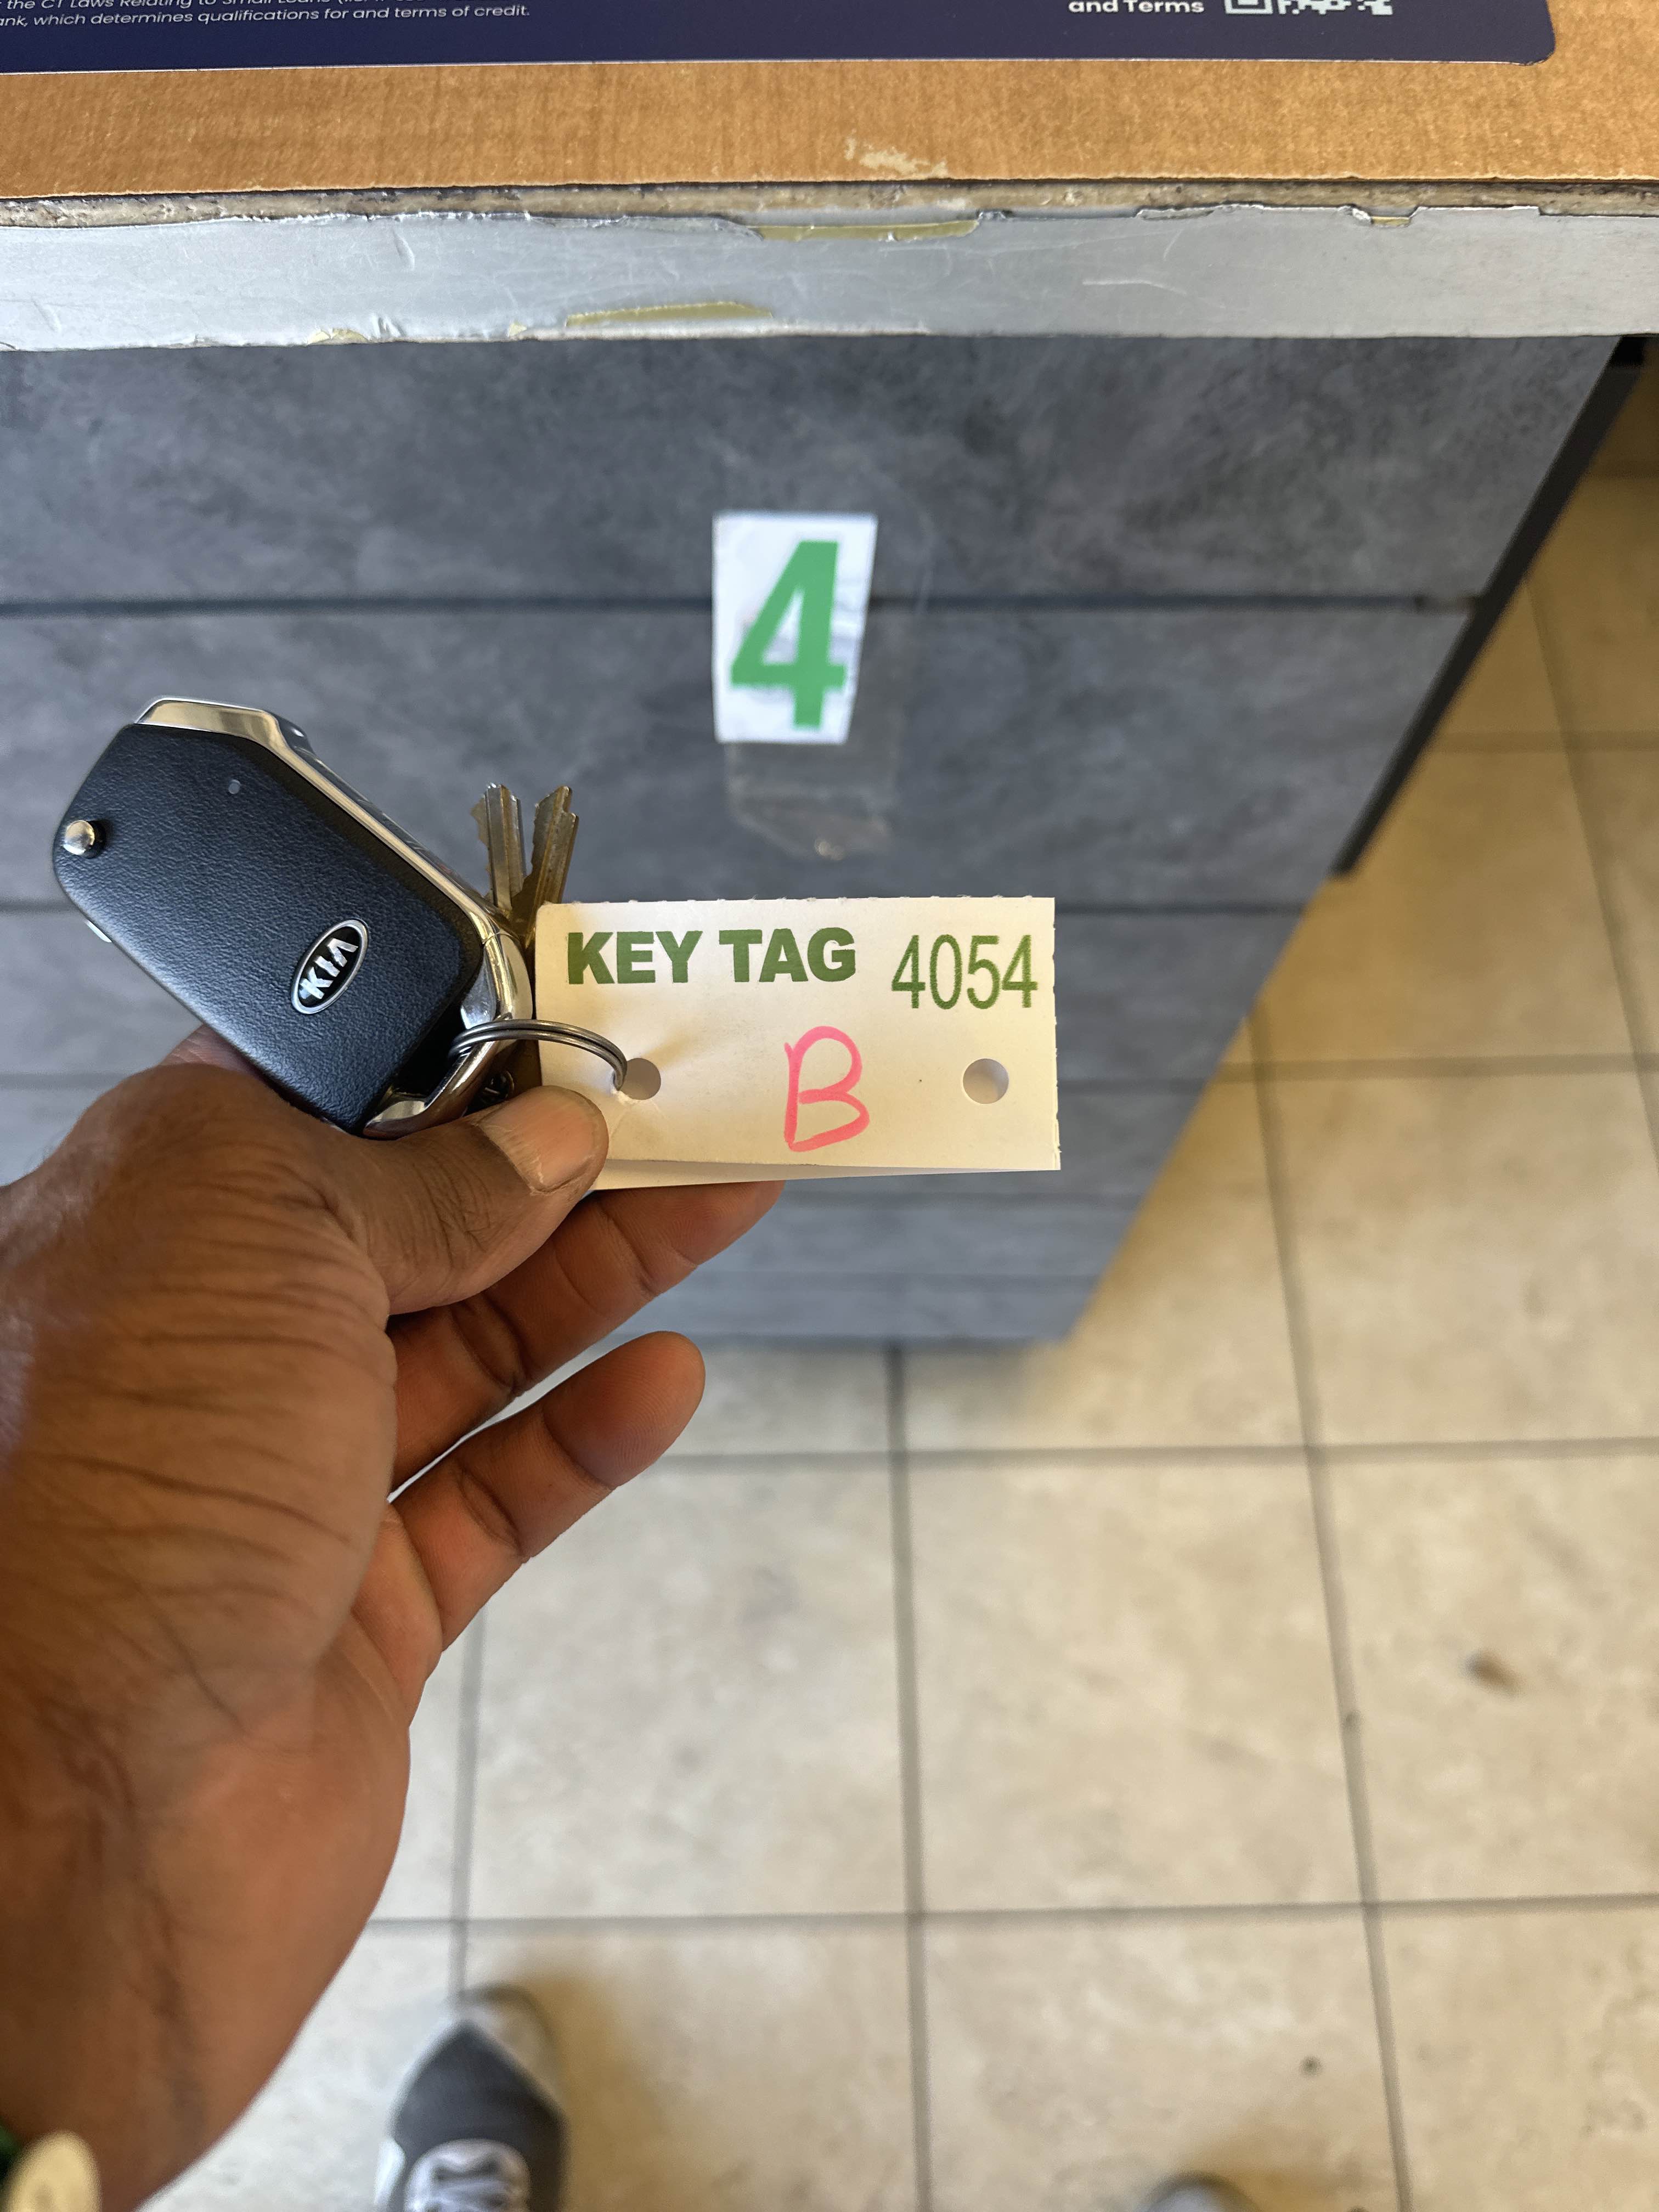 the CT Laws Relating to Small Loans
ank, which determines qualifications for and terms of credit.
and Terms
4
KIA
KEY TAG 4054
B